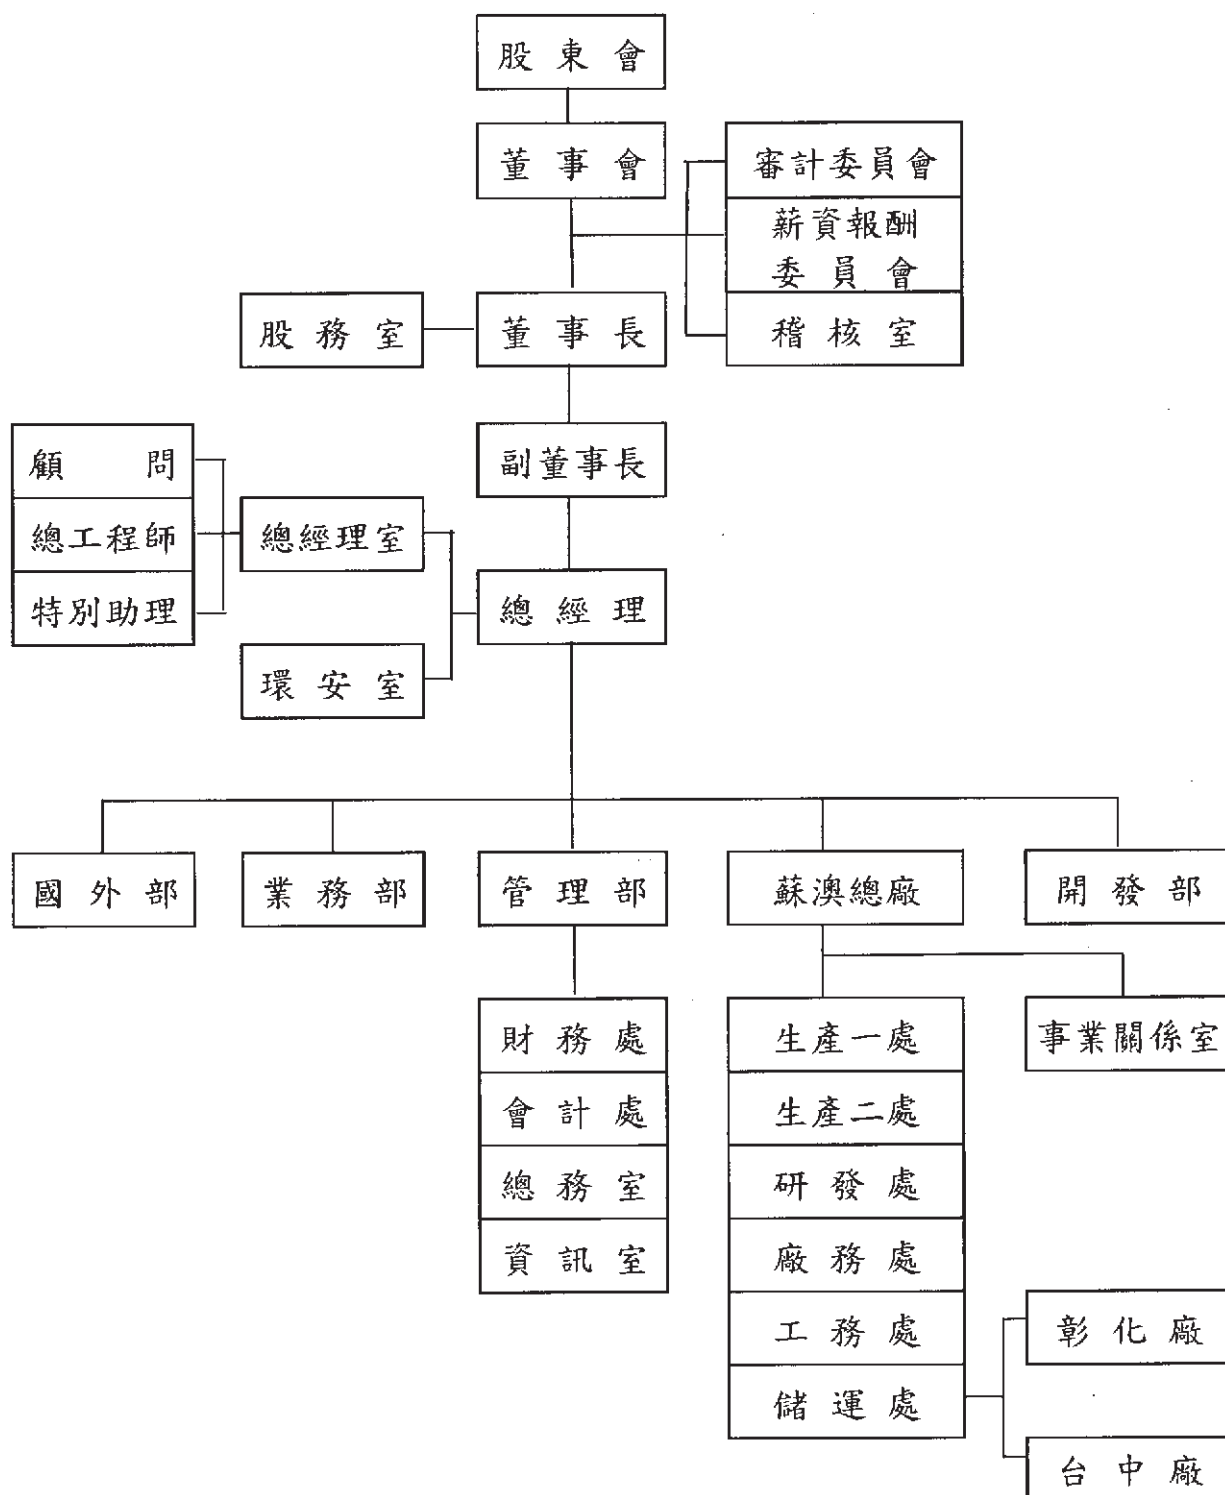 股東會
董事會
審計委員會
薪資報酬
委員會
稽核室
股務室
董事長
副董事長
顧問
總工程師
特別助理
總經理室
總經理
環安室
國外部
業務部
管理部
蘇澳總廠
開發部
財務處
會計處
總務室
資訊室
生產一處
生產二處
研發處
廠務處
工務處
儲運處
事業關係室
彰化廠
台中廠